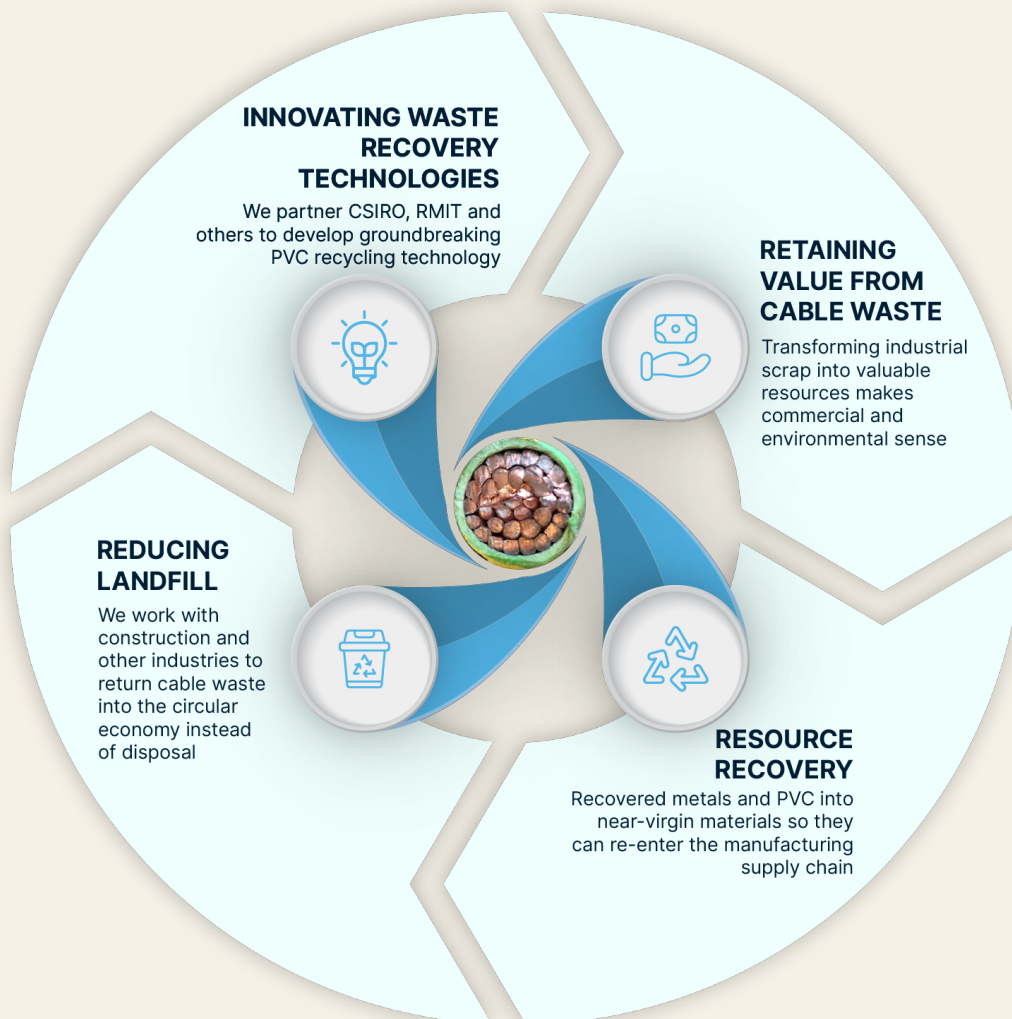 INNOVATING WASTE
RECOVERY
TECHNOLOGIES
We partner CSIRO, RMIT and
others to develop groundbreaking
PVC recycling technology
RETAINING
VALUE FROM
CABLE WASTE
Transforming industrial
scrap into valuable
resources makes
commercial and
environmental sense
REDUCING
LANDFILL
We work with
construction and
other industries to
return cable waste
into the circular
economy instead
of disposal
RESOURCE
RECOVERY
Recovered metals and PVC into
near-virgin materials so they
can re-enter the manufacturing
supply chain